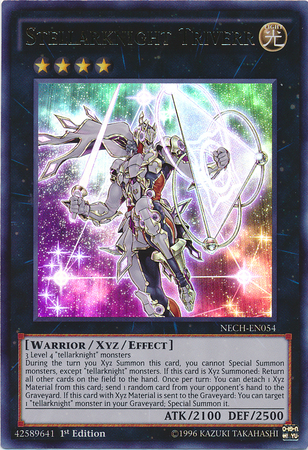 STELLARKNIGHT TRIVERR
LIGHT
光
NECH-EN054
[Warrior / Xyz / Effect]
3 Level 4 "tellarknight" monsters
During the turn you Xyz Summon this card, you cannot Special Summon
monsters, except "tellarknight" monsters. If this card is Xyz Summoned: Return
all other cards on the field to the hand. Once per turn: You can detach 1 Xyz
Material from this card; send 1 random card from your opponent's hand to the
Graveyard. If this card with Xyz Material is sent to the Graveyard: You can target
1 "tellarknight" monster in your Graveyard; Special Summon it.
ATK/2100 DEF/2500
42589641 1st Edition ©1996 KAZUKI TAKAHASHI